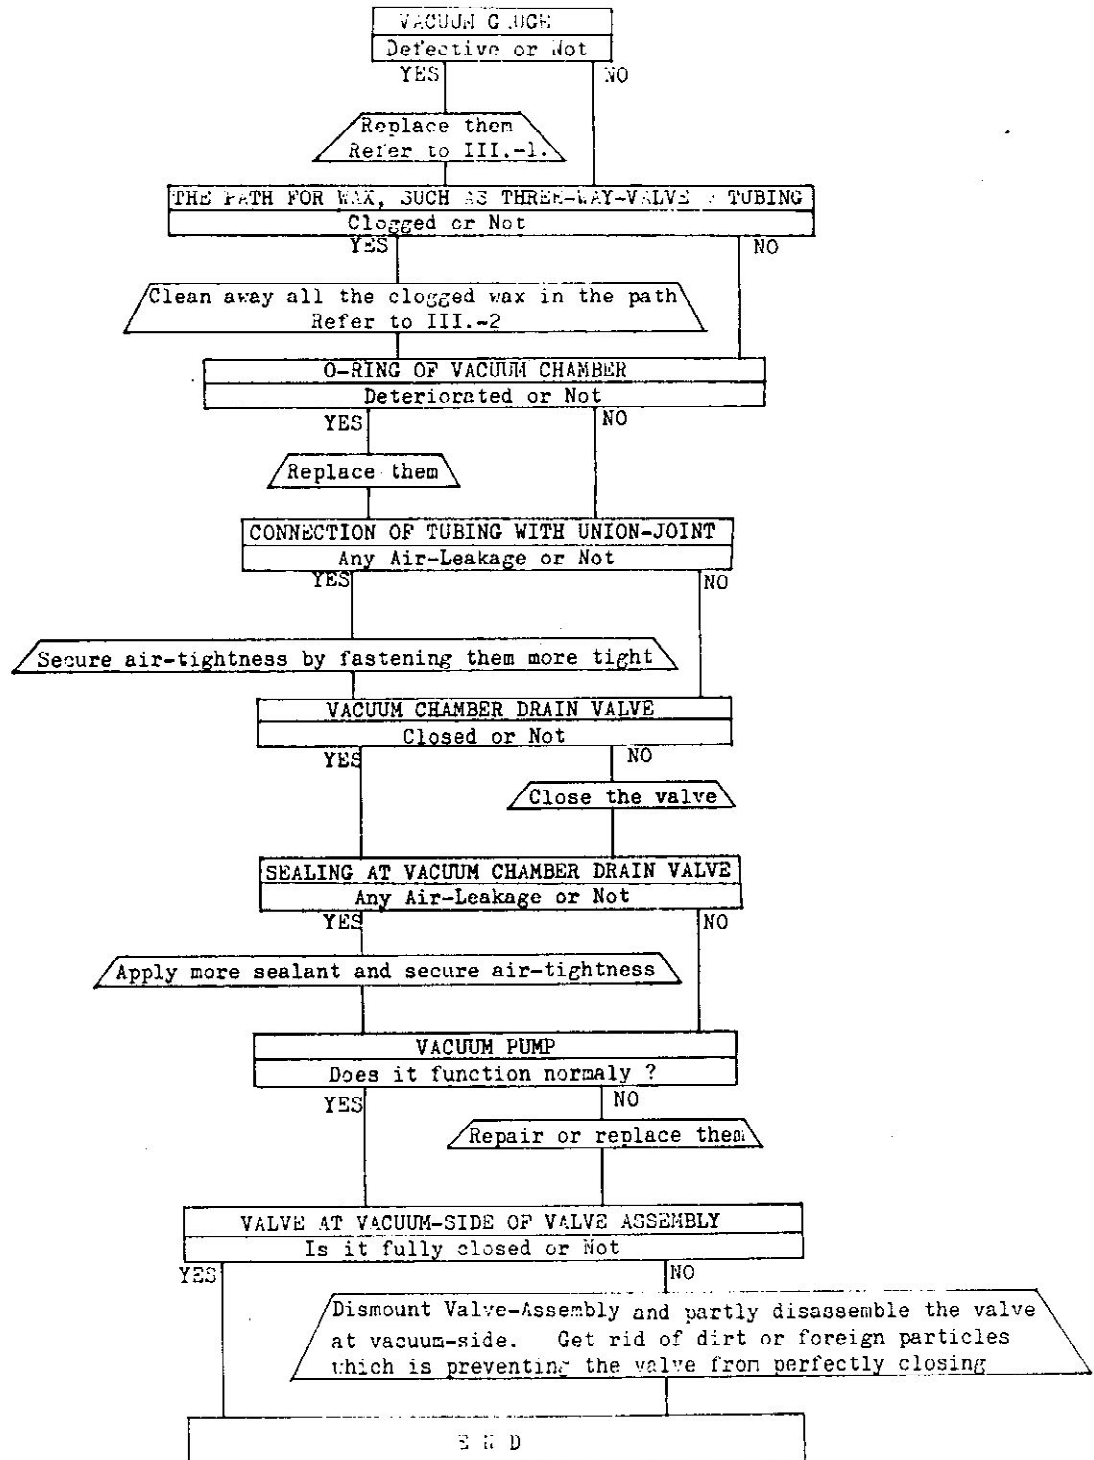 VACUUM GAUGE
Defective or Not
YES NO
Replace them
Refer to III.-1.
THE PATH FOR WAX, SUCH AS THREE-WAY-VALVE TUBING
Clogged or Not
YES NO
Clean away all the clogged wax in the path
Refer to III.-2
O-RING OF VACUUM CHAMBER
Deteriorated or Not
YES NO
Replace them
CONNECTION OF TUBING WITH UNION-JOINT
Any Air-Leakage or Not
YES NO
Secure air-tightness by fastening them more tight
VACUUM CHAMBER DRAIN VALVE
Closed or Not
YES NO
Close the valve
SEALING AT VACUUM CHAMBER DRAIN VALVE
Any Air-Leakage or Not
YES NO
Apply more sealant and secure air-tightness
VACUUM PUMP
Does it function normaly ?
YES NO
Repair or replace them
VALVE AT VACUUM-SIDE OF VALVE ASSEMBLY
Is it fully closed or Not
YES NO
Dismount Valve-Assembly and partly disassemble the valve
at vacuum-side. Get rid of dirt or foreign particles
which is preventing the valve from perfectly closing
E N D